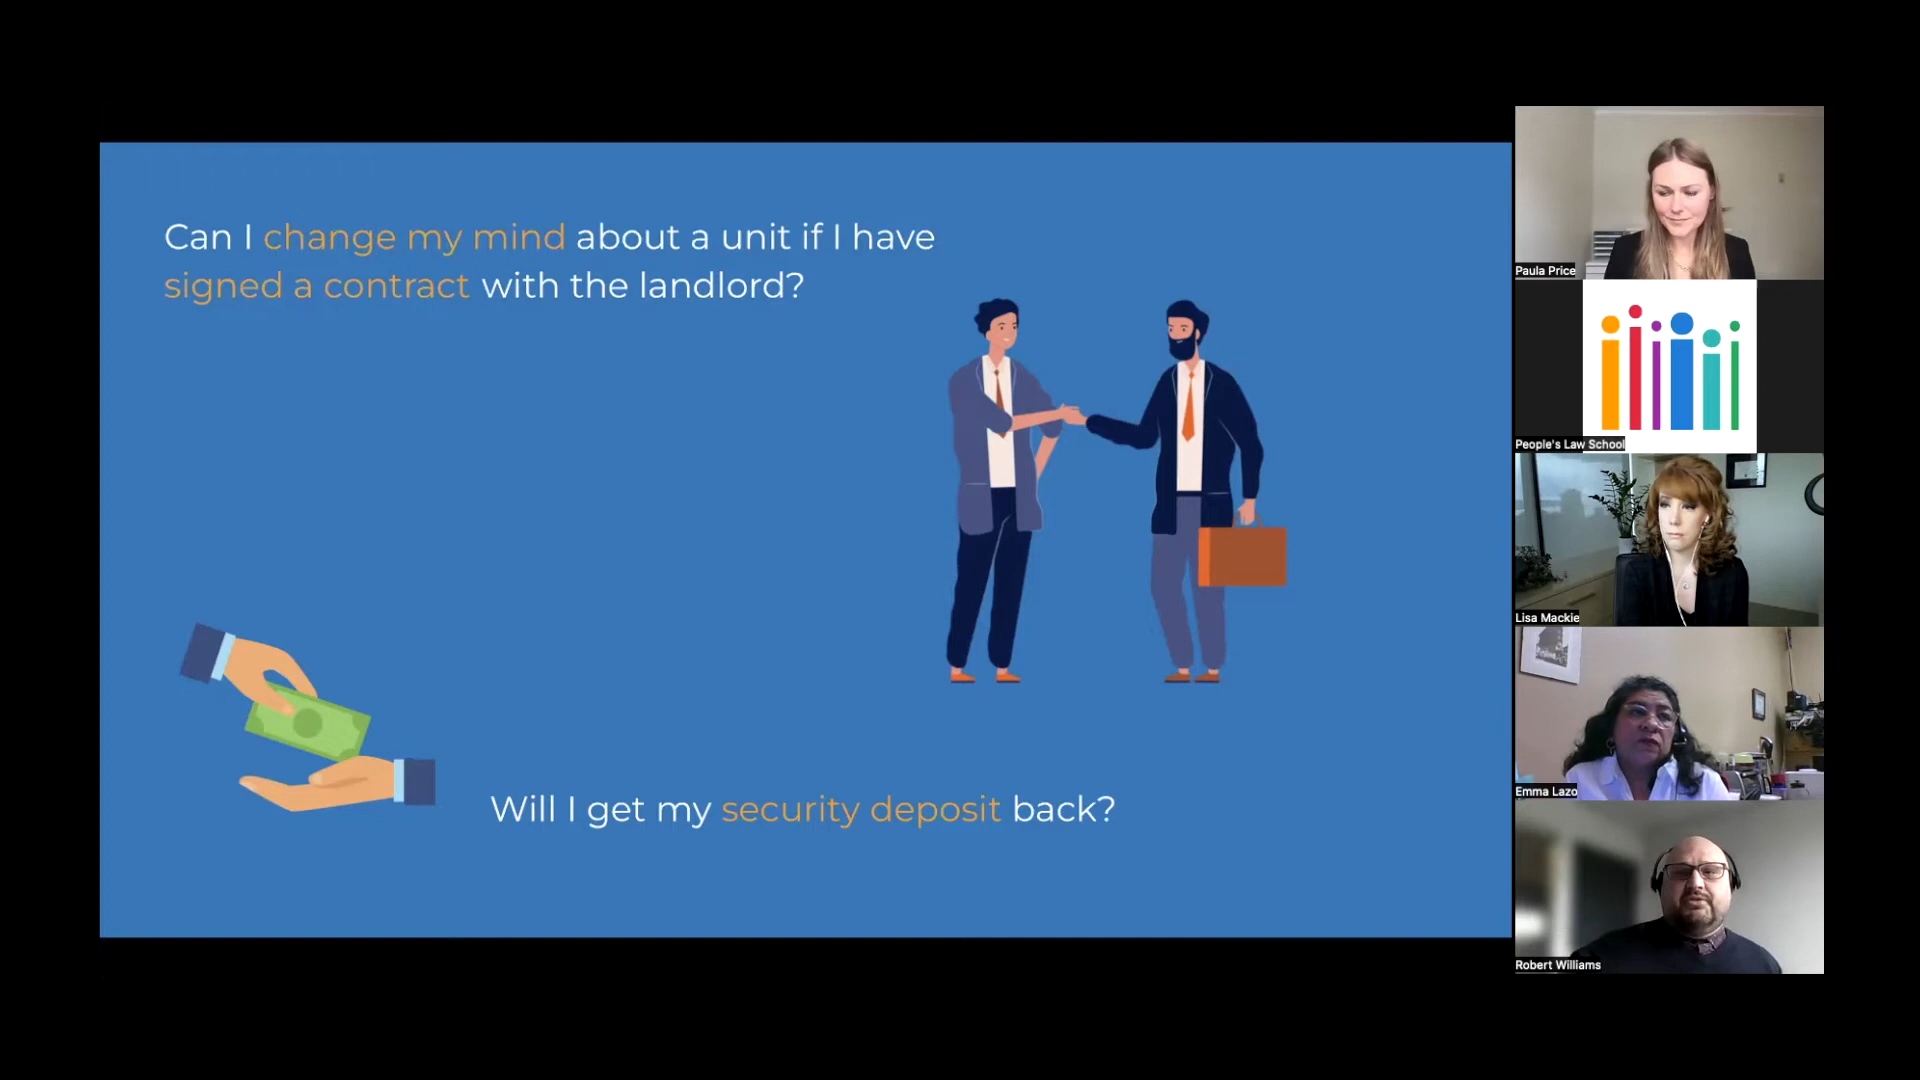 Can I change my mind about a unit if I have
signed a contract with the landlord?
Will I get my security deposit back?
Paula Price
People's Law School
Lisa Mackie
Emma Lazo
Robert Williams